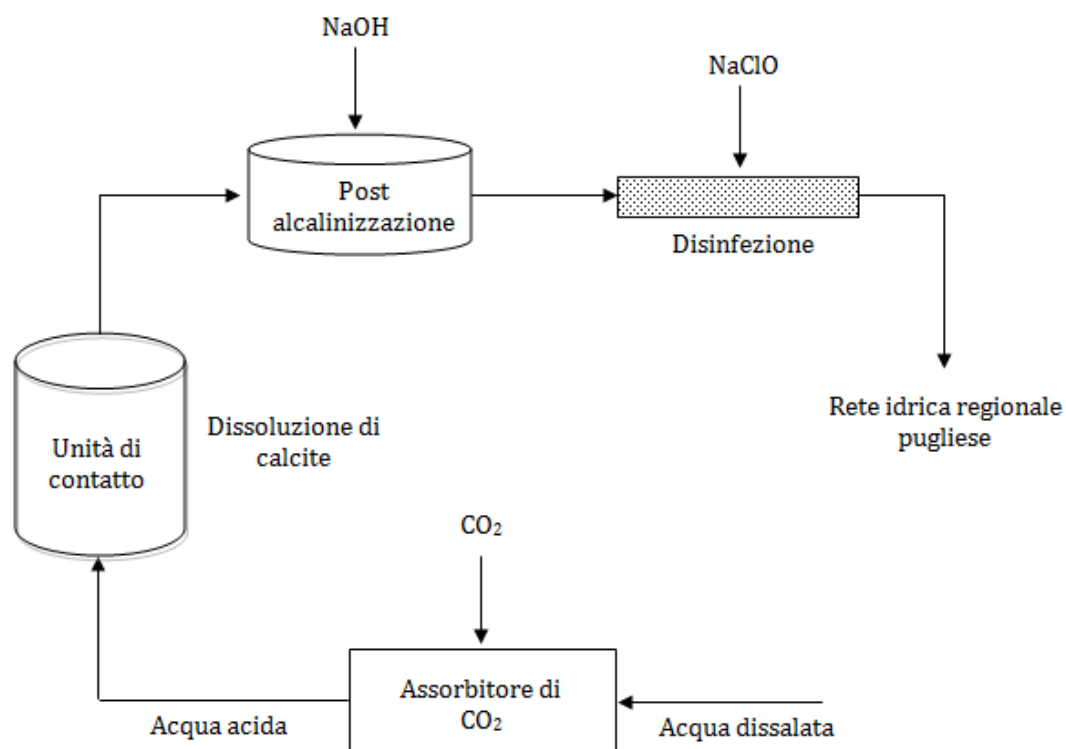 NaOH
NaClO
Post
alcalinizzazione
Disinfezione
Rete idrica regionale
pugliese
Unità di
contatto
Dissoluzione di
calcite
CO₂
Assorbitore di
CO₂
Acqua acida
Acqua dissalata